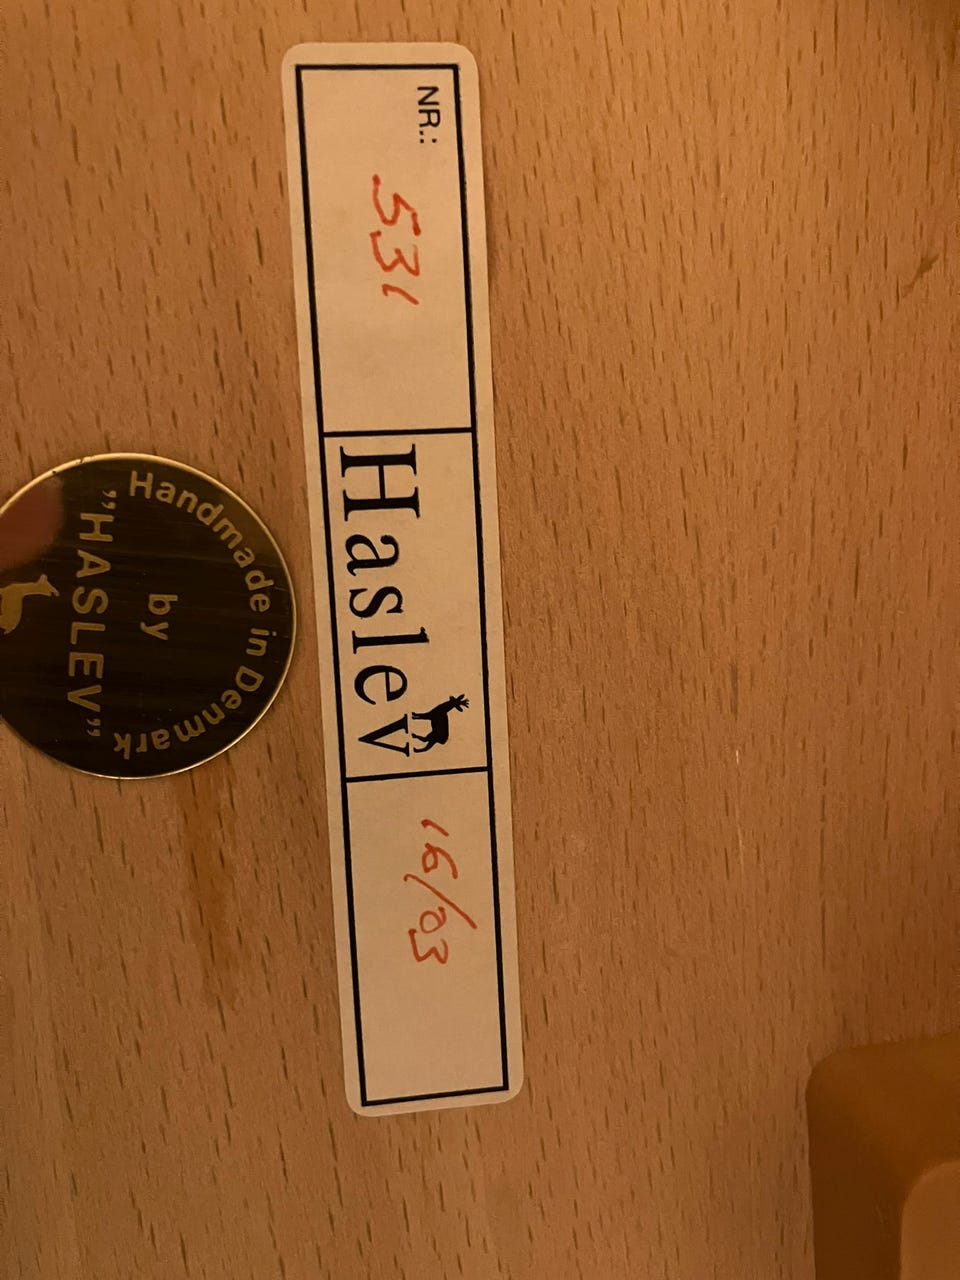 NR.:
531
Haslev
16/03
Handmade in Denmark
by
"HASLEV"